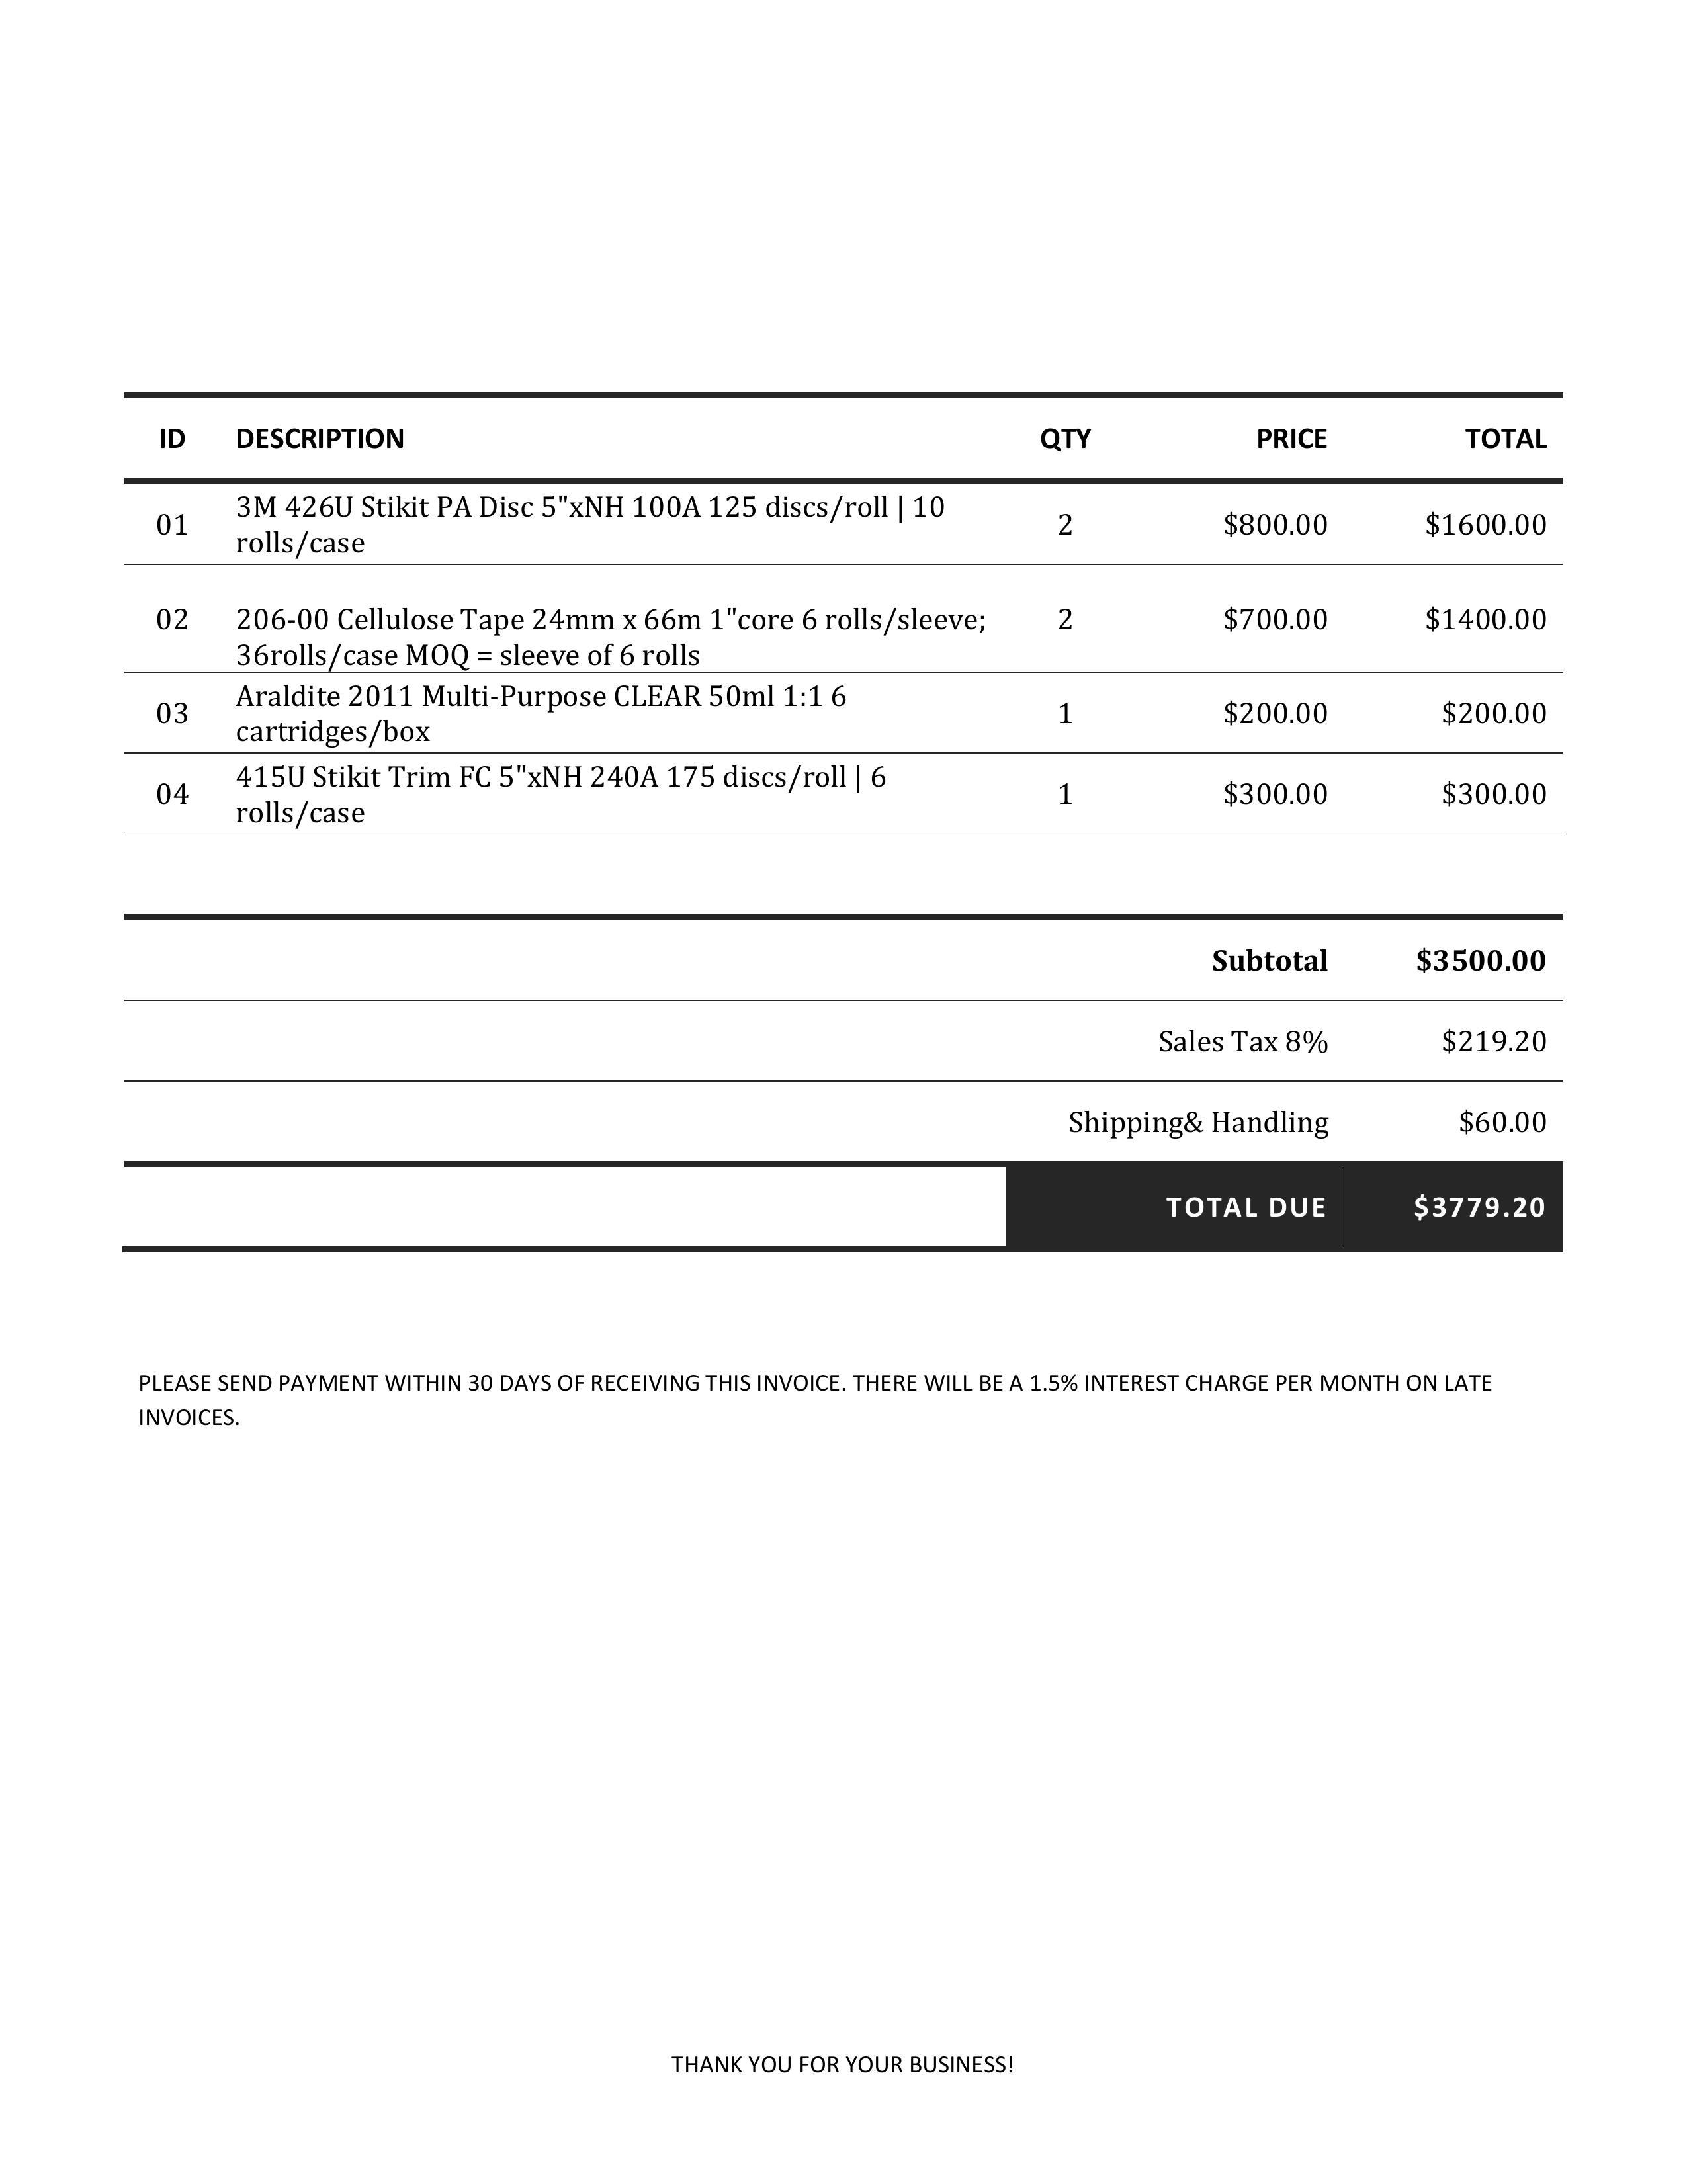 ID DESCRIPTION QTY PRICE TOTAL
01 3M 426U Stikit PA Disc 5"xNH 100A 125 discs/roll | 10 2 $800.00 $1600.00
rolls/case
02 206-00 Cellulose Tape 24mm x 66m 1"core 6 rolls/sleeve; 2 $700.00 $1400.00
36rolls/case MOQ = sleeve of 6 rolls
03 Araldite 2011 Multi-Purpose CLEAR 50ml 1:1 6 1 $200.00 $200.00
cartridges/box
04 415U Stikit Trim FC 5"xNH 240A 175 discs/roll | 6 1 $300.00 $300.00
rolls/case
Subtotal $3500.00
Sales Tax 8% $219.20
Shipping& Handling $60.00
TOTAL DUE $3779.20
PLEASE SEND PAYMENT WITHIN 30 DAYS OF RECEIVING THIS INVOICE. THERE WILL BE A 1.5% INTEREST CHARGE PER MONTH ON LATE
INVOICES.
THANK YOU FOR YOUR BUSINESS!